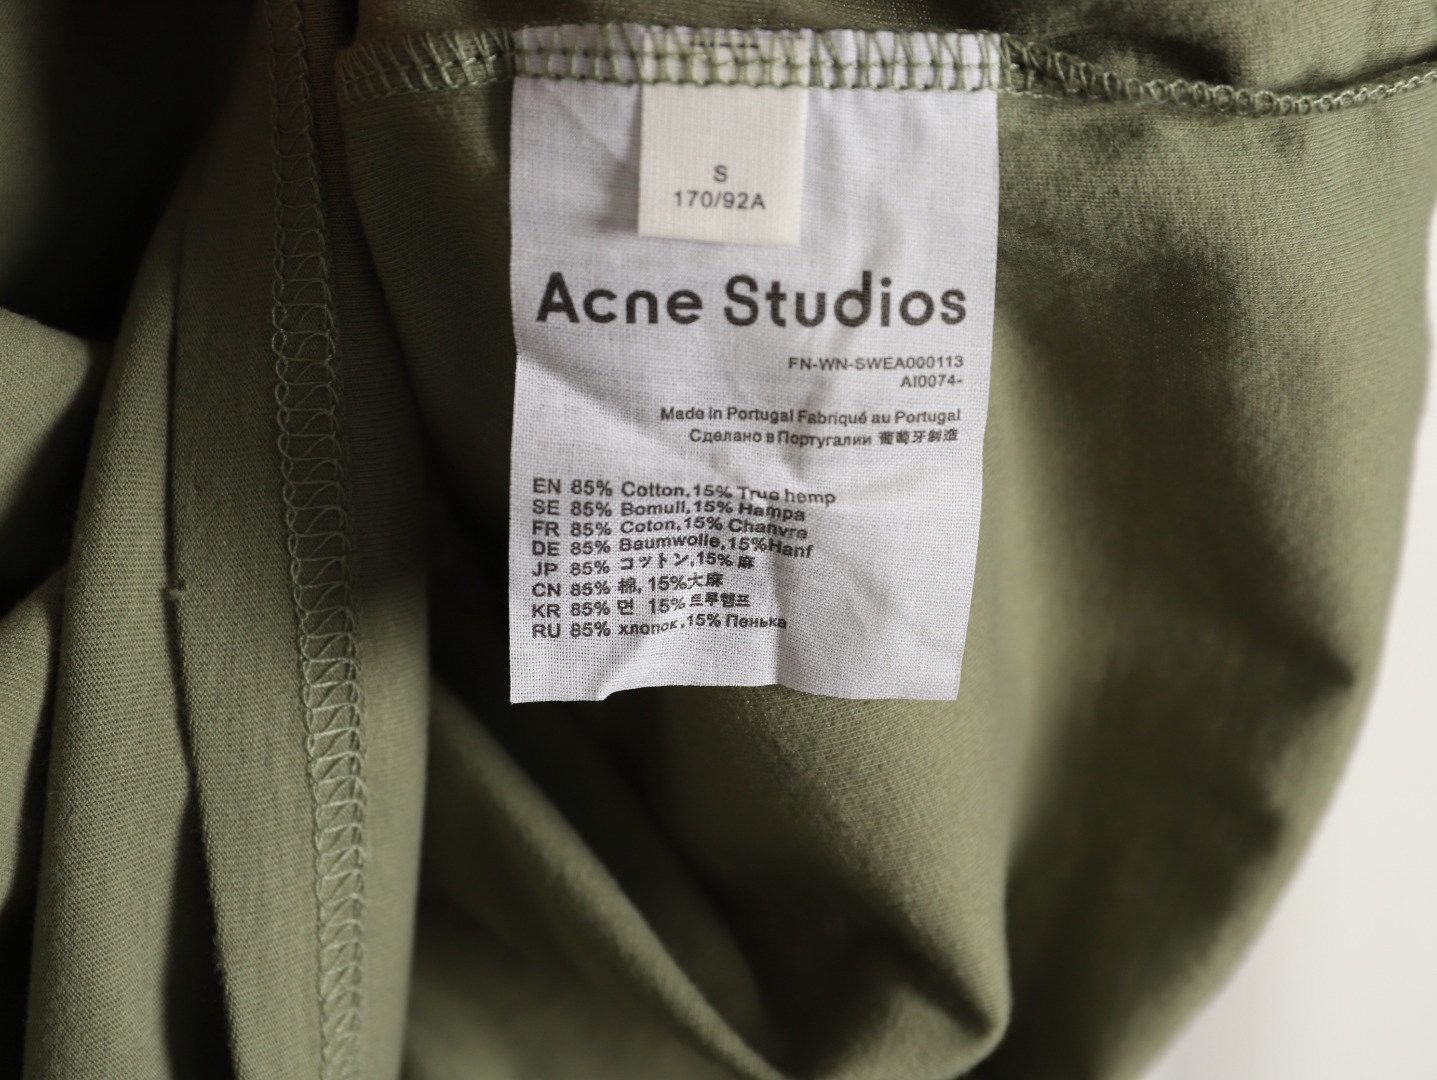 S
170/92A
Acne Studios
FN-WN-SWEA000113
AI0074-
Made in Portugal Fabriqué au Portugal
Сделано в Португалии 葡萄牙制造
EN 85% Cotton,15% True hemp
SE 85% Bomull,15% Hampa
FR 85% Coton,15% Chanvre
DE 85% Baumwolle,15%Hanf
JP 85% コットン,15% 麻
CN 85% 棉, 15%大麻
KR 85% 면 15%트루햄프
RU 85% хлопок,15% Пенька